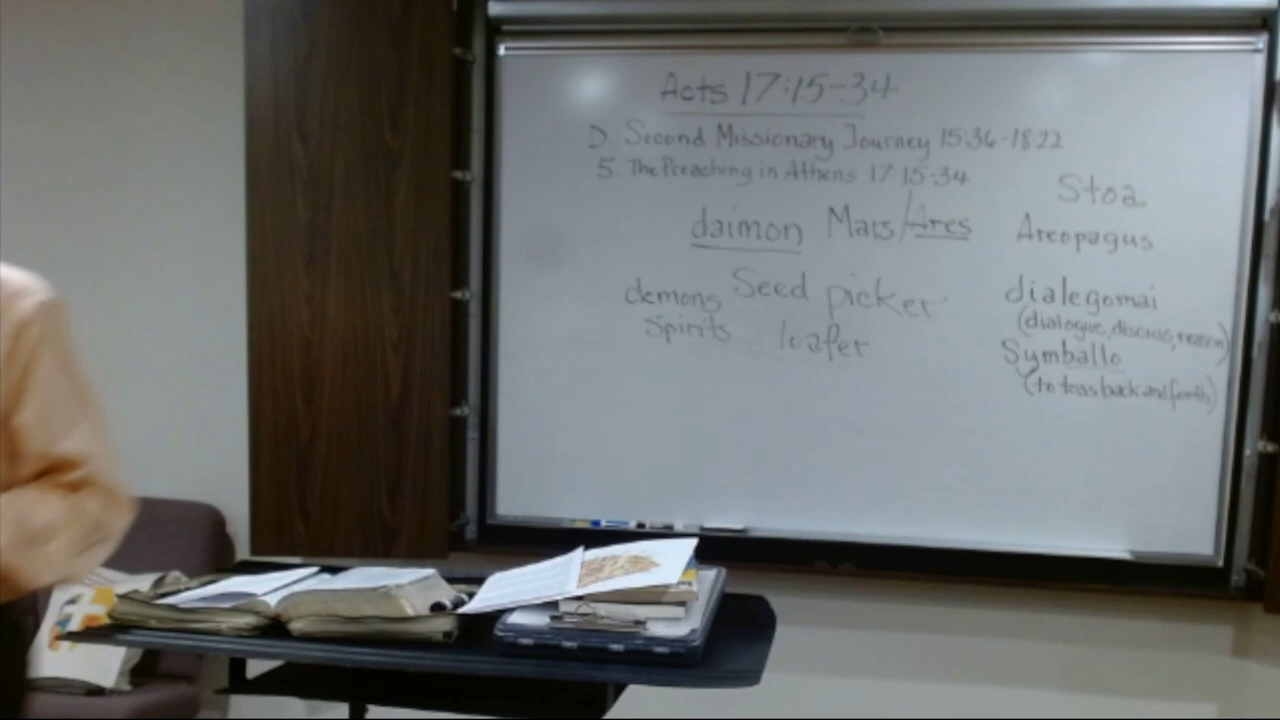 Acts 17:15-34
D. Second Missionary Journey 15:36-18:22
5. The Preaching in Athens 17:15-34
Stoa
daimon Mars/Ares Areopagus
demons Seed picker dialegomai
(dialogue, discuss, reason)
spirits loafer Symballo
(to toss back and forth)